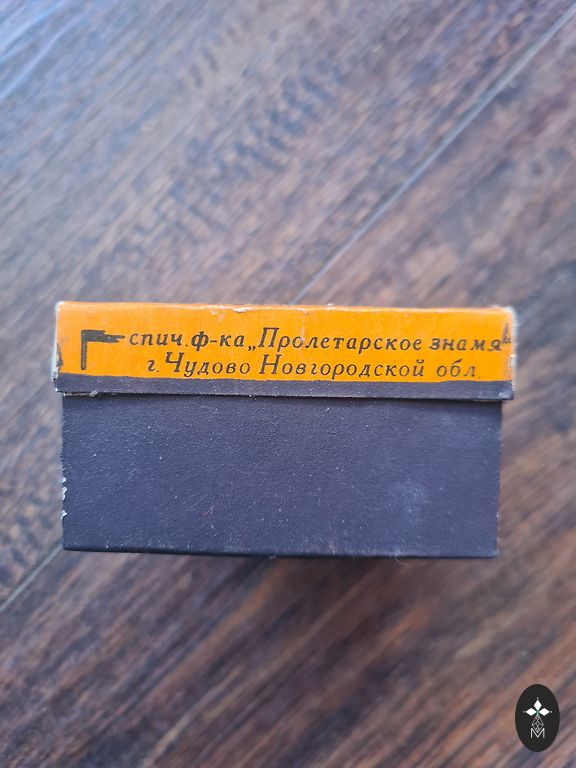 спич. ф-ка „Пролетарское знамя"
г. Чудово Новгородской обл.
M